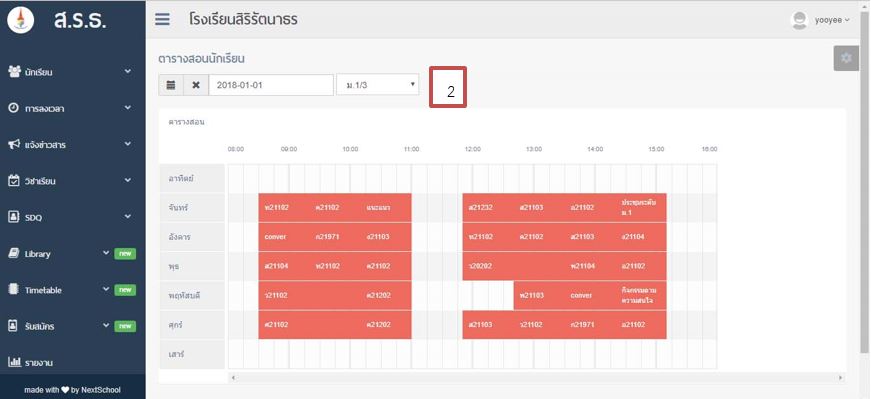 ส.ร.ธ.
โรงเรียนสิริรัตนาธร
yooyee
นักเรียน
การลงเวลา
แจ้งข่าวสาร
วิชาเรียน
SDQ
Library new
Timetable new
รับสมัคร new
รายงาน
made with by NextSchool
ตารางสอนนักเรียน
2018-01-01 ม.1/3
2
ตารางสอน
08:00 09:00 10:00 11:00 12:00 13:00 14:00 15:00 16:00
อาทิตย์
จันทร์ พ21102 ค21102 แนะแนว ส21232 ส21103 อ21102 ประชุมระดับ
ม.1
อังคาร conver ก21971 อ21103 พ21102 ค21102 ส21103 อ21104
พุธ ส21104 พ21102 ค21102 ว20202 พ21104 อ21102
พฤหัสบดี ว21102 ค21202 พ21103 conver กิจกรรมตาม
ความสนใจ
ศุกร์ ศ21102 ค21202 ศ21103 ว21102 ก21971 อ21102
เสาร์